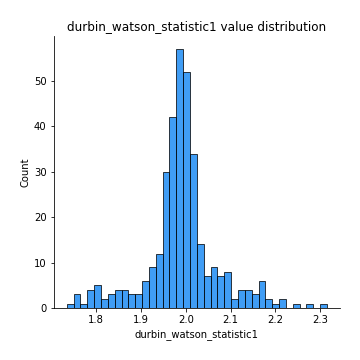 durbin_watson_statistic1 value distribution
50
40
30
20
10
0
Count
1.8 1.9 2.0 2.1 2.2 2.3
durbin_watson_statistic1